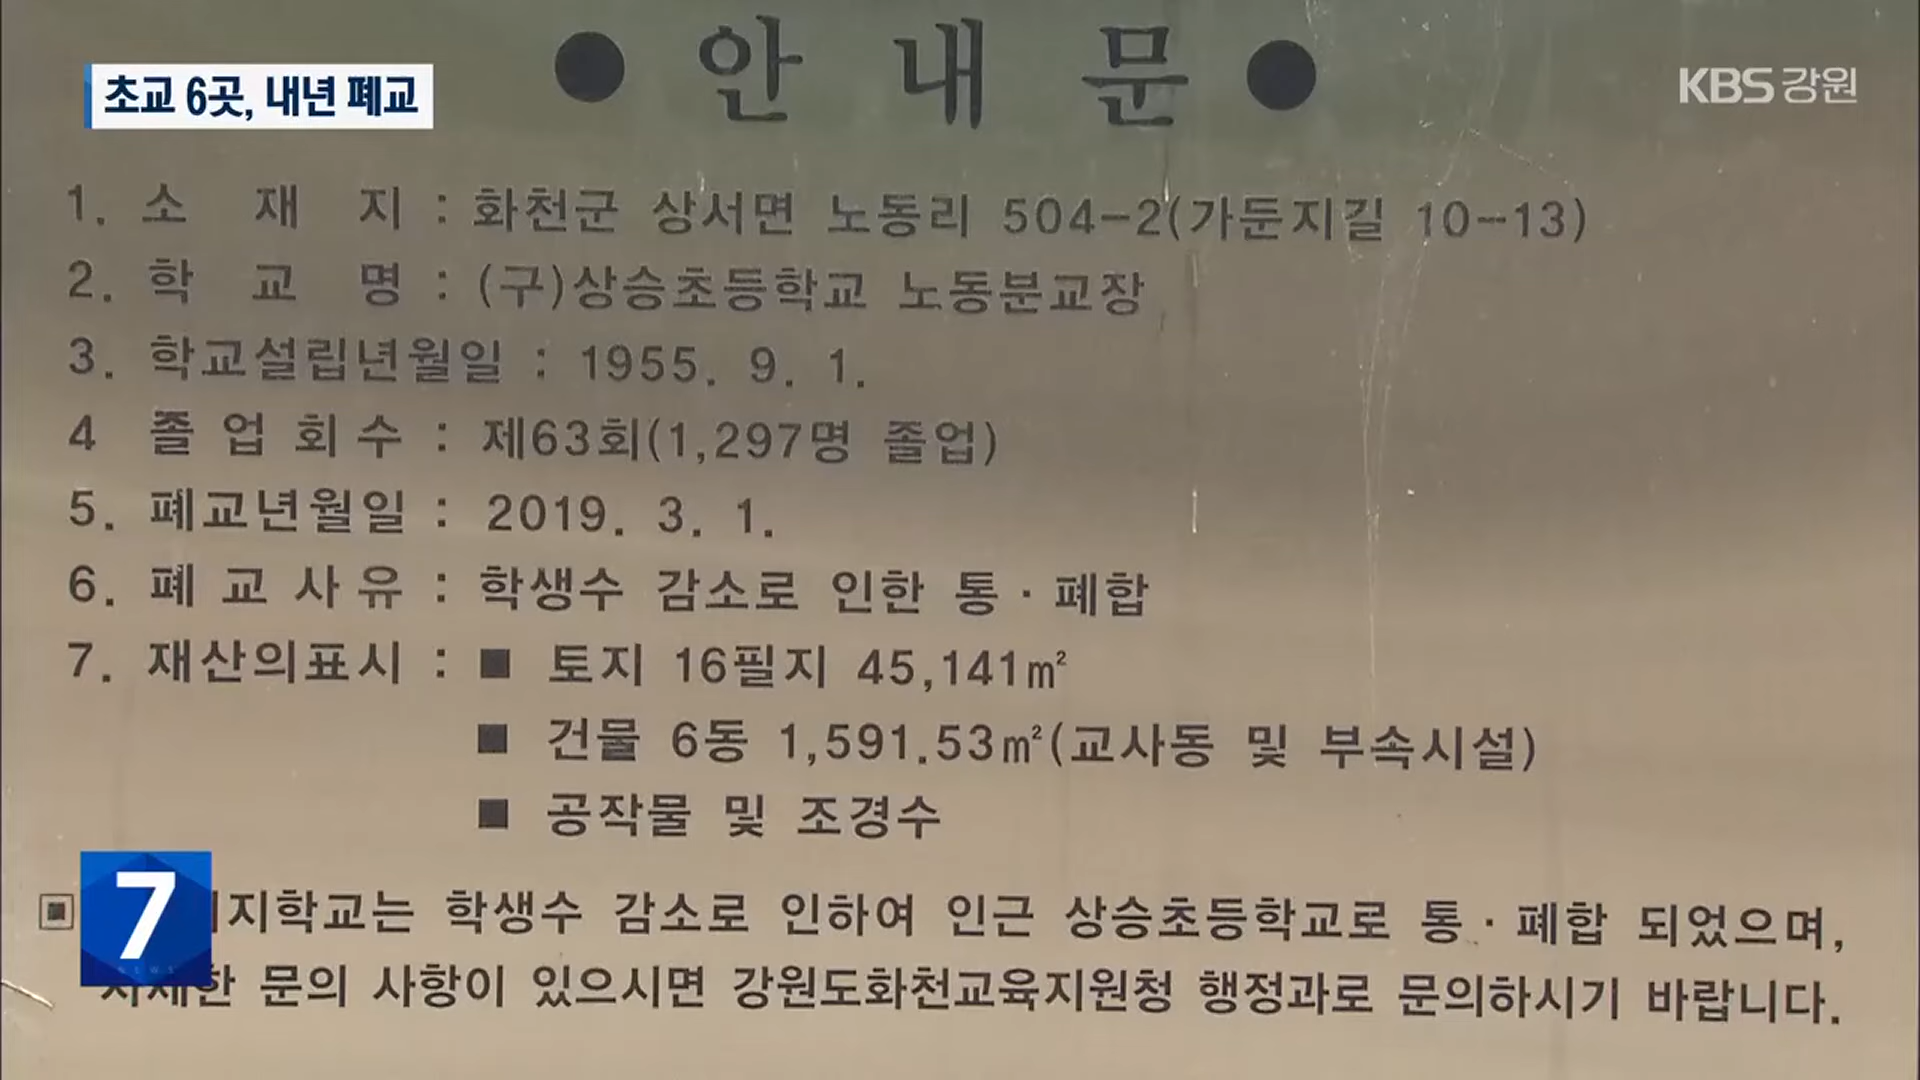 초교 6곳, 내년 폐교
KBS 강원
● 안 내 문 ●
1. 소 재 지 : 화천군 상서면 노동리 504-2(가둔지길 10-13)
2. 학 교 명 : (구)상승초등학교 노동분교장
3. 학교설립년월일 : 1955. 9. 1.
4 졸 업 회 수 : 제63회(1,297명 졸업)
5. 폐교년월일 : 2019. 3. 1.
6. 폐 교 사 유 : 학생수 감소로 인한 통·폐합
7. 재산의표시 : ■ 토지 16필지 45,141㎡
■ 건물 6동 1,591.53㎡(교사동 및 부속시설)
■ 공작물 및 조경수
▣ 학생수 감소로 인하여 인근 상승초등학교로 통·폐합 되었으며,
문의 사항이 있으시면 강원도화천교육지원청 행정과로 문의하시기 바랍니다.
7
NEWS